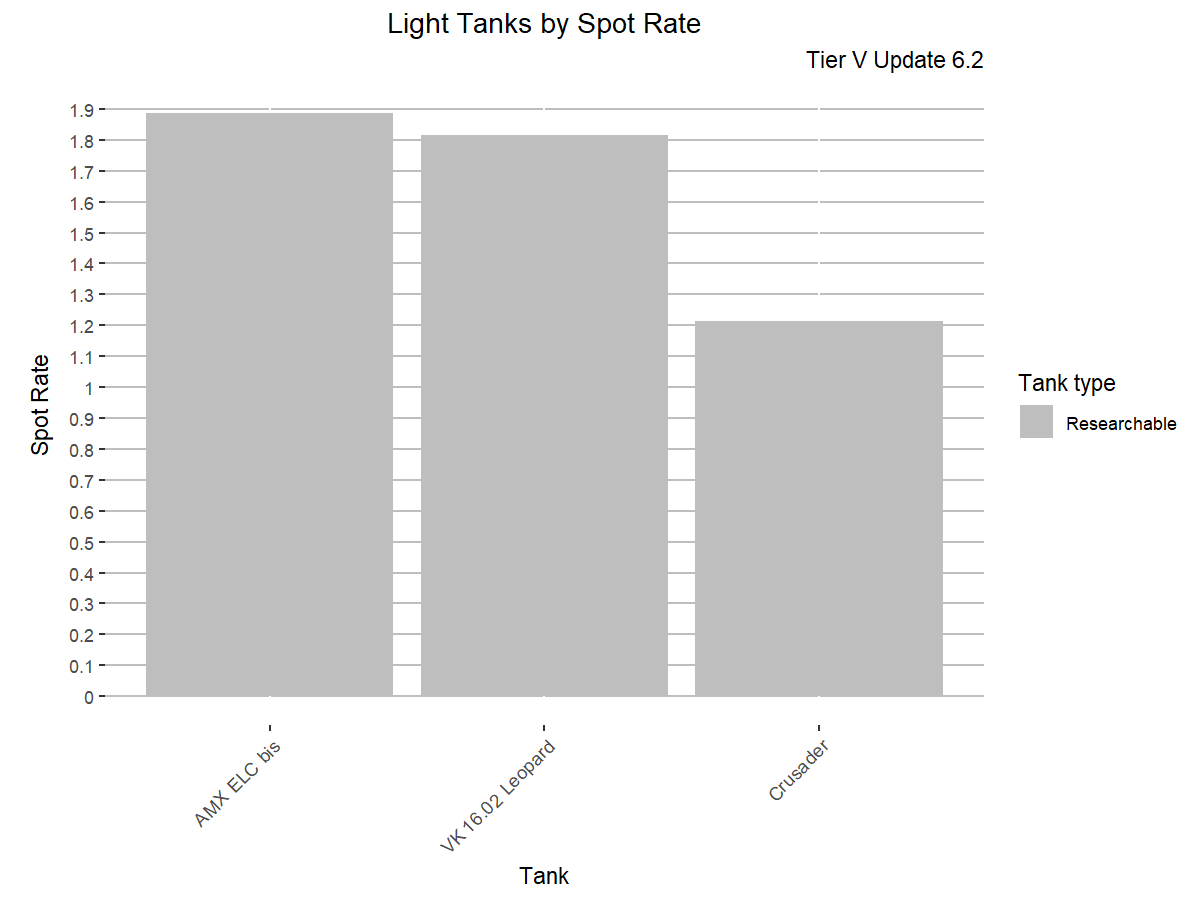 Light Tanks by Spot Rate
Tier V Update 6.2
Spot Rate
1.9
1.8
1.7
1.6
1.5
1.4
1.3
1.2
1.1
1
0.9
0.8
0.7
0.6
0.5
0.4
0.3
0.2
0.1
0
AMX ELC bis
VK 16.02 Leopard
Crusader
Tank
Tank type
Researchable